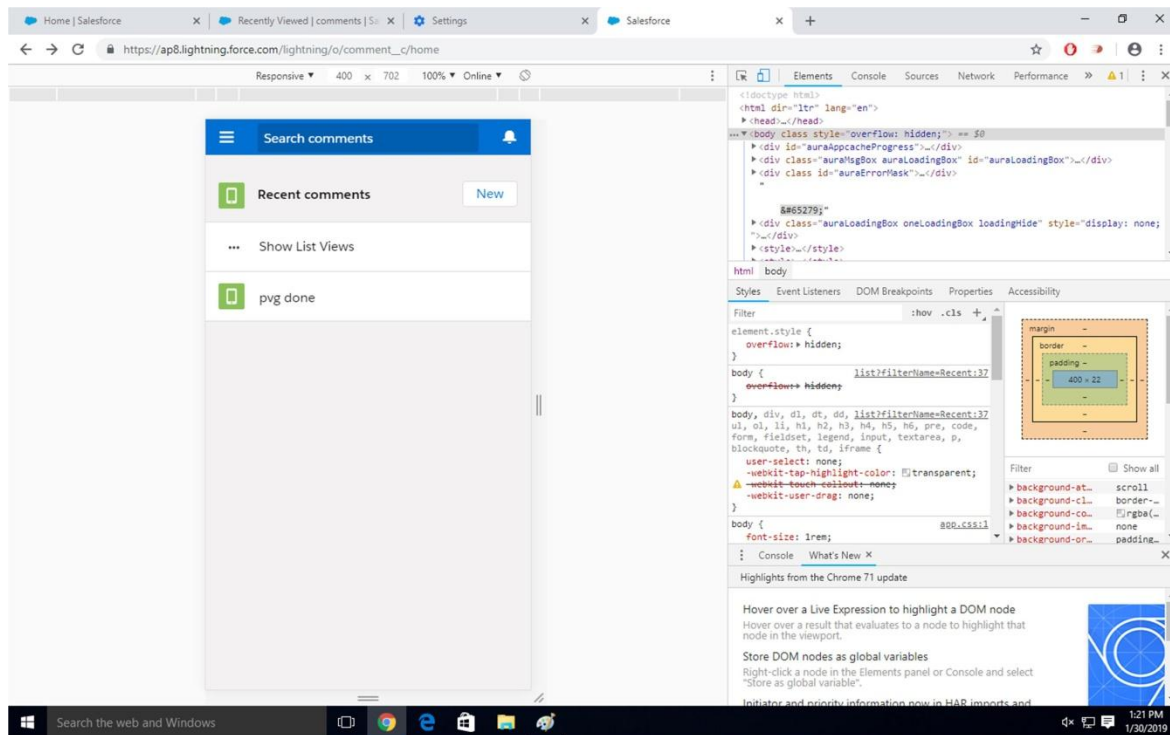 Home | Salesforce
Recently Viewed | comments | Sa
Settings
Salesforce
https://ap8.lightning.force.com/lightning/o/comment__c/home
Responsive ▼ 400 × 702 100% ▼ Online ▼
Elements Console Sources Network Performance » 1
Search comments
Recent comments
New
Show List Views
pvg done
<!doctype html>
<html dir="ltr" lang="en">
<head>…</head>
<body class style="overflow: hidden;"> == $0
<div id="auraAppcacheProgress">…</div>
<div class="auraMsgBox auraLoadingBox" id="auraLoadingBox">…</div>
<div class id="auraErrorMask">…</div>
"
&#65279;"
<div class="auraLoadingBox oneLoadingBox loadingHide" style="display: none;
">…</div>
<style>…</style>
html body
Styles Event Listeners DOM Breakpoints Properties Accessibility
Filter :hov .cls +
element.style {
overflow: hidden;
}
body { list?filterName=Recent:37
overflow: hidden;
}
body, div, dl, dt, dd, list?filterName=Recent:37
ul, ol, li, h1, h2, h3, h4, h5, h6, pre, code,
form, fieldset, legend, input, textarea, p,
blockquote, th, td, iframe {
user-select: none;
-webkit-tap-highlight-color: transparent;
-webkit-touch-callout: none;
-webkit-user-drag: none;
}
body { app.css:1
font-size: 1rem;
margin -
border -
padding -
400 × 22
Filter Show all
background-at… scroll
background-cl… border-…
background-co… rgba(…
background-im… none
background-or… padding…
Console What's New ×
Highlights from the Chrome 71 update
Hover over a Live Expression to highlight a DOM node
Hover over a result that evaluates to a node to highlight that
node in the viewport.
Store DOM nodes as global variables
Right-click a node in the Elements panel or Console and select
"Store as global variable".
Initiator and priority information now in HAR imports and
Search the web and Windows
1:21 PM
1/30/2019